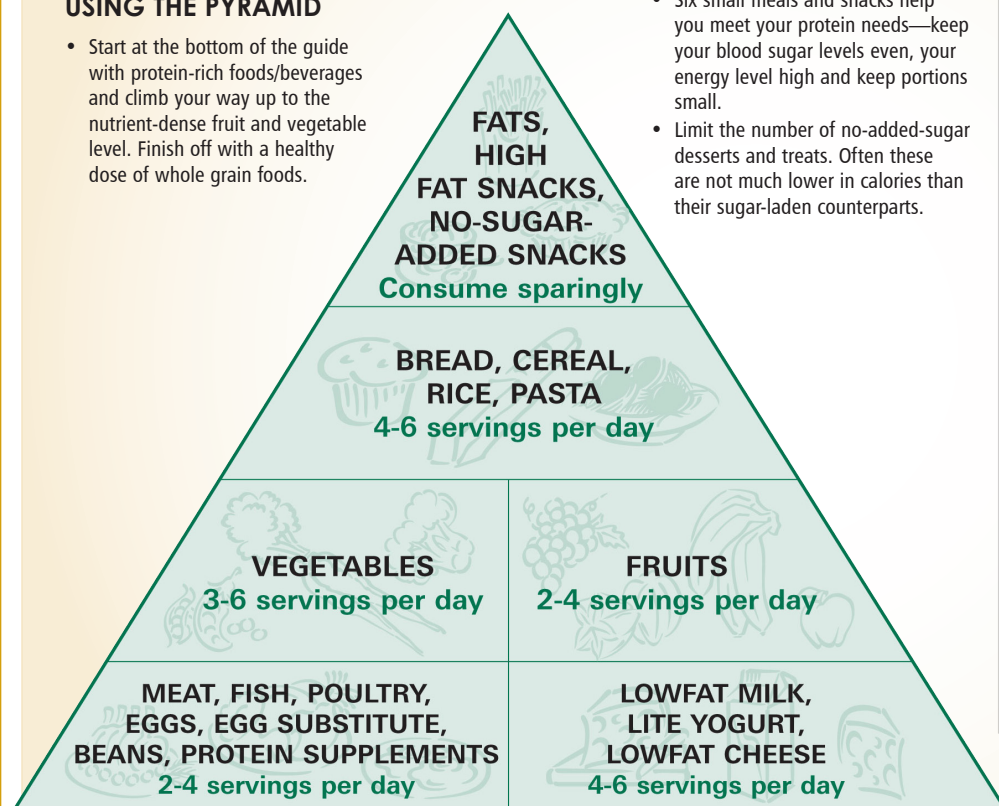 USING THE PYRAMID
• Start at the bottom of the guide
with protein-rich foods/beverages
and climb your way up to the
nutrient-dense fruit and vegetable
level. Finish off with a healthy
dose of whole grain foods.
• Six small meals and snacks help
you meet your protein needs—keep
your blood sugar levels even, your
energy level high and keep portions
small.
• Limit the number of no-added-sugar
desserts and treats. Often these
are not much lower in calories than
their sugar-laden counterparts.
FATS,
HIGH
FAT SNACKS,
NO-SUGAR-
ADDED SNACKS
Consume sparingly
BREAD, CEREAL,
RICE, PASTA
4-6 servings per day
VEGETABLES
3-6 servings per day
FRUITS
2-4 servings per day
MEAT, FISH, POULTRY,
EGGS, EGG SUBSTITUTE,
BEANS, PROTEIN SUPPLEMENTS
2-4 servings per day
LOWFAT MILK,
LITE YOGURT,
LOWFAT CHEESE
4-6 servings per day